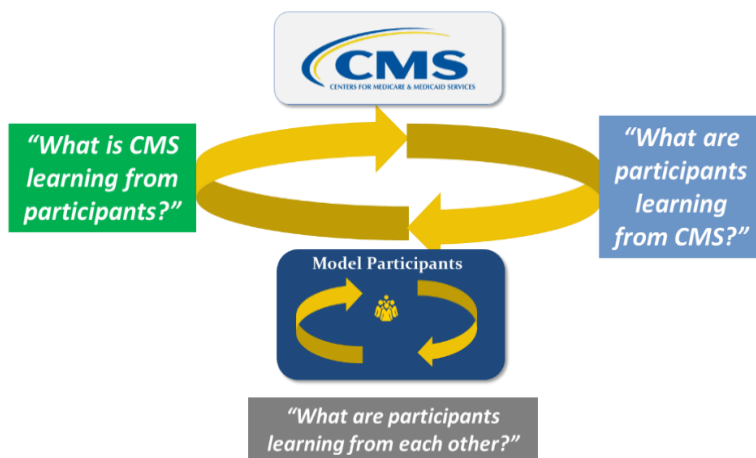 CMS
CENTERS FOR MEDICARE & MEDICAID SERVICES
“What is CMS
learning from
participants?”
“What are
participants
learning
from CMS?”
Model Participants
“What are participants
learning from each other?”